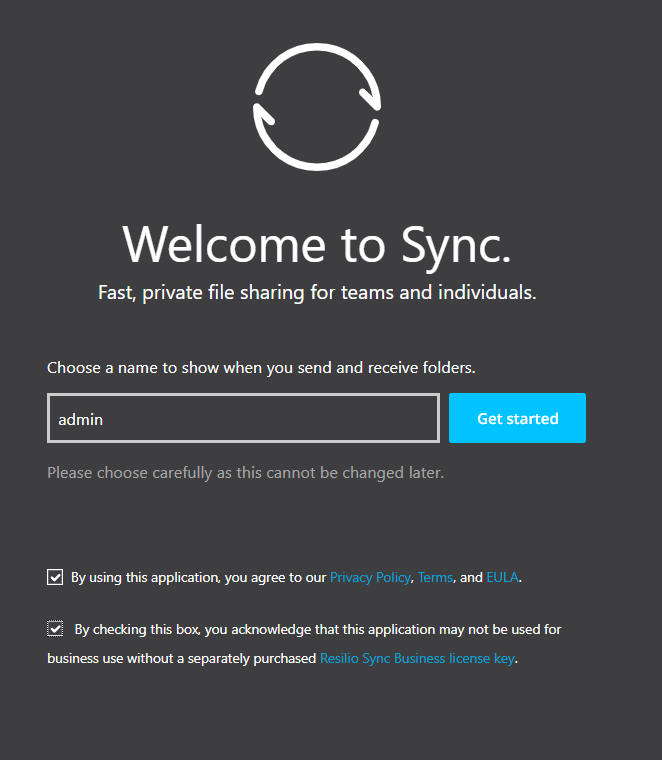 Welcome to Sync.
Fast, private file sharing for teams and individuals.
Choose a name to show when you send and receive folders.
admin
Get started
Please choose carefully as this cannot be changed later.
By using this application, you agree to our Privacy Policy, Terms, and EULA.
By checking this box, you acknowledge that this application may not be used for
business use without a separately purchased Resilio Sync Business license key.